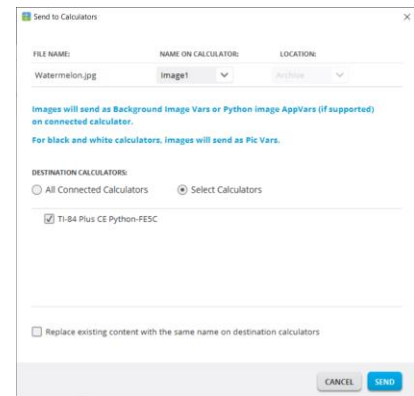 Send to Calculators
FILE NAME: NAME ON CALCULATOR: LOCATION:
Watermelon.jpg Image1 Archive
Images will send as Background Image Vars or Python image AppVars (if supported)
on connected calculator.
For black and white calculators, images will send as Pic Vars.
DESTINATION CALCULATORS:
All Connected Calculators Select Calculators
TI-84 Plus CE Python-FE5C
Replace existing content with the same name on destination calculators
CANCEL SEND